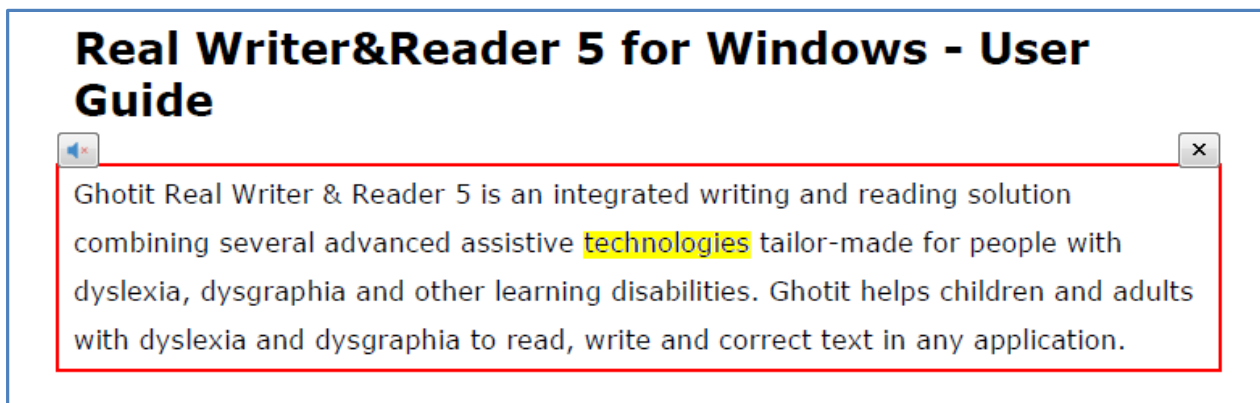 Real Writer&Reader 5 for Windows - User
Guide
Ghotit Real Writer & Reader 5 is an integrated writing and reading solution
combining several advanced assistive technologies tailor-made for people with
dyslexia, dysgraphia and other learning disabilities. Ghotit helps children and adults
with dyslexia and dysgraphia to read, write and correct text in any application.